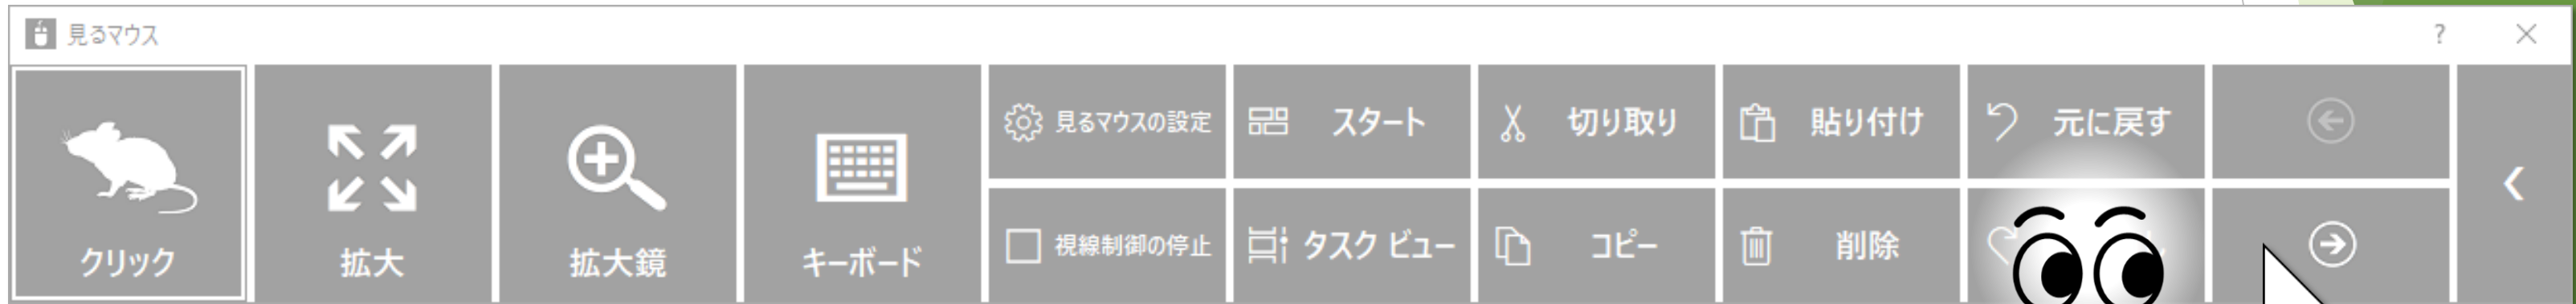 見るマウス
?
クリック
拡大
拡大鏡
キーボード
見るマウスの設定
スタート
切り取り
貼り付け
元に戻す
視線制御の停止
タスク ビュー
コピー
削除